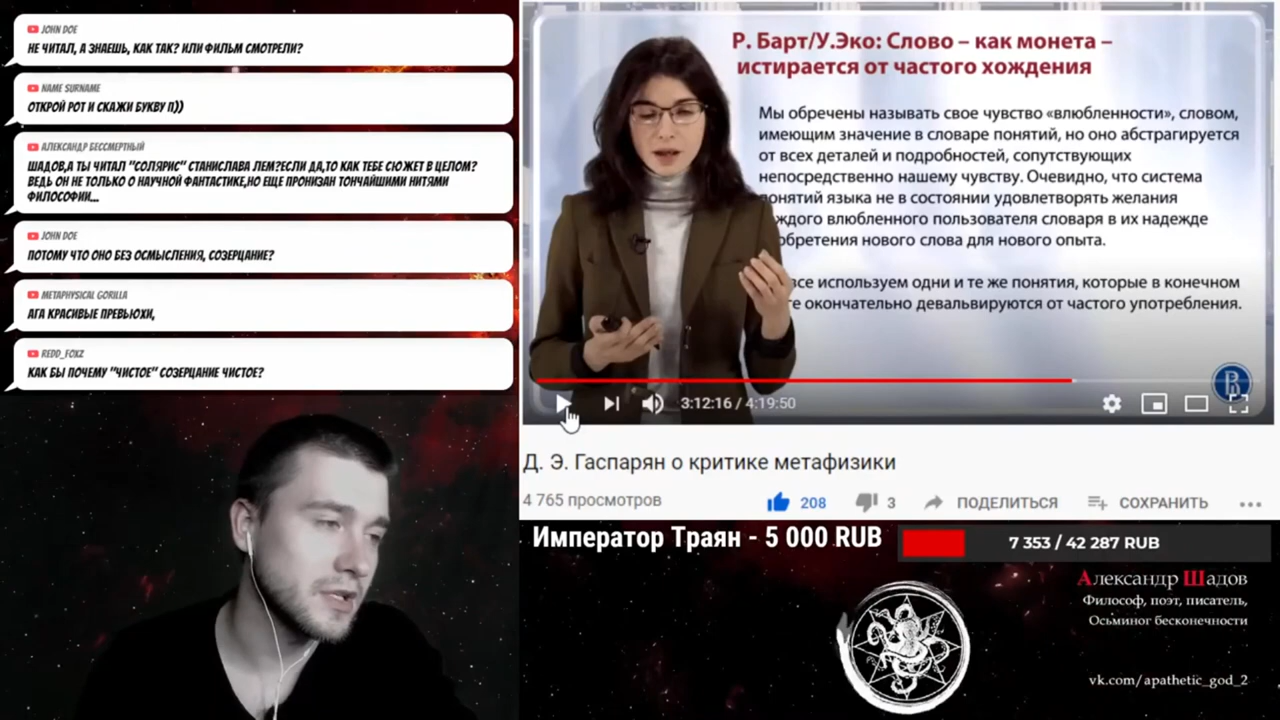 JOHN DOE
НЕ ЧИТАЛ, А ЗНАЕШЬ, КАК ТАК? ИЛИ ФИЛЬМ СМОТРЕЛИ?
NAME SURNAME
ОТКРОЙ РОТ И СКАЖИ БУКВУ П))
АЛЕКСАНДР БЕССМЕРТНЫЙ
ШАДОВ,А ТЫ ЧИТАЛ "СОЛЯРИС" СТАНИСЛАВА ЛЕМ?ЕСЛИ ДА,ТО КАК ТЕБЕ СЮЖЕТ В ЦЕЛОМ?
ВЕДЬ ОН НЕ ТОЛЬКО О НАУЧНОЙ ФАНТАСТИКЕ,НО ЕЩЕ ПРОНИЗАН ТОНЧАЙШИМИ НИТЯМИ
ФИЛОСОФИИ...
JOHN DOE
ПОТОМУ ЧТО ОНО БЕЗ ОСМЫСЛЕНИЯ, СОЗЕРЦАНИЕ?
METAPHYSICAL GORILLA
АГА КРАСИВЫЕ ПРЕВЬЮХИ,
REDD_FOXZ
КАК БЫ ПОЧЕМУ "ЧИСТОЕ" СОЗЕРЦАНИЕ ЧИСТОЕ?
Р. Барт/У.Эко: Слово – как монета –
истирается от частого хождения
Мы обречены называть свое чувство «влюбленности», словом,
имеющим значение в словаре понятий, но оно абстрагируется
от всех деталей и подробностей, сопутствующих
непосредственно нашему чувству. Очевидно, что система
понятий языка не в состоянии удовлетворять желания
каждого влюбленного пользователя словаря в их надежде
обретения нового слова для нового опыта.
все используем одни и те же понятия, которые в конечном
окончательно девальвируются от частого употребления.
3:12:16 / 4:19:50
Д. Э. Гаспарян о критике метафизики
4 765 просмотров
208
3
ПОДЕЛИТЬСЯ
СОХРАНИТЬ
Император Траян - 5 000 RUB
7 353 / 42 287 RUB
Александр Шадов
Философ, поэт, писатель,
Осьминог бесконечности
vk.com/apathetic_god_2